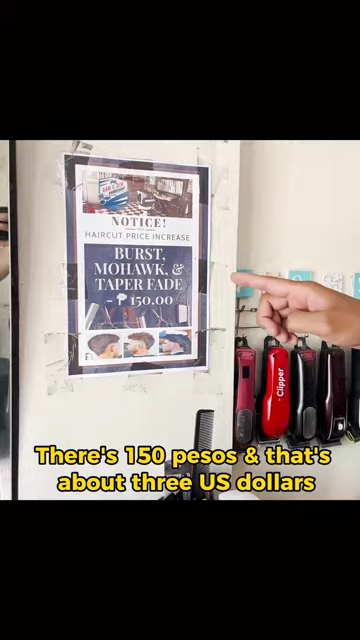 NOTICE!
HAIRCUT PRICE INCREASE
BURST,
MOHAWK, &
TAPER FADE
- ₱ 150.00
Clipper
There's 150 pesos & that's
about three US dollars